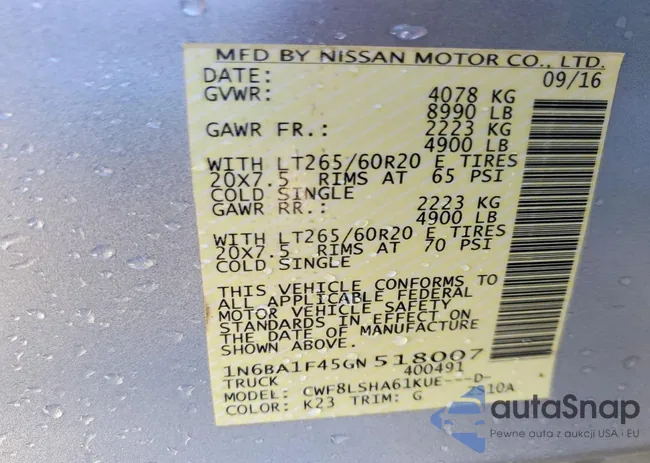 MFD BY NISSAN MOTOR CO., LTD.
DATE: 09/16
GVWR: 4078 KG
8990 LB
GAWR FR.: 2223 KG
4900 LB
WITH LT265/60R20 E TIRES
20X7.5 RIMS AT 65 PSI
COLD SINGLE
GAWR RR.: 2223 KG
4900 LB
WITH LT265/60R20 E TIRES
20X7.5 RIMS AT 70 PSI
COLD SINGLE
THIS VEHICLE CONFORMS TO
ALL APPLICABLE FEDERAL
MOTOR VEHICLE SAFETY
STANDARDS IN EFFECT ON
THE DATE OF MANUFACTURE
SHOWN ABOVE.
1N6BA1F45GN518007
TRUCK 400491
MODEL: CWF8LSHA61KUE---D-
10A
COLOR: K23 TRIM: G
autaSnap
Pewne auta z aukcji USA i EU